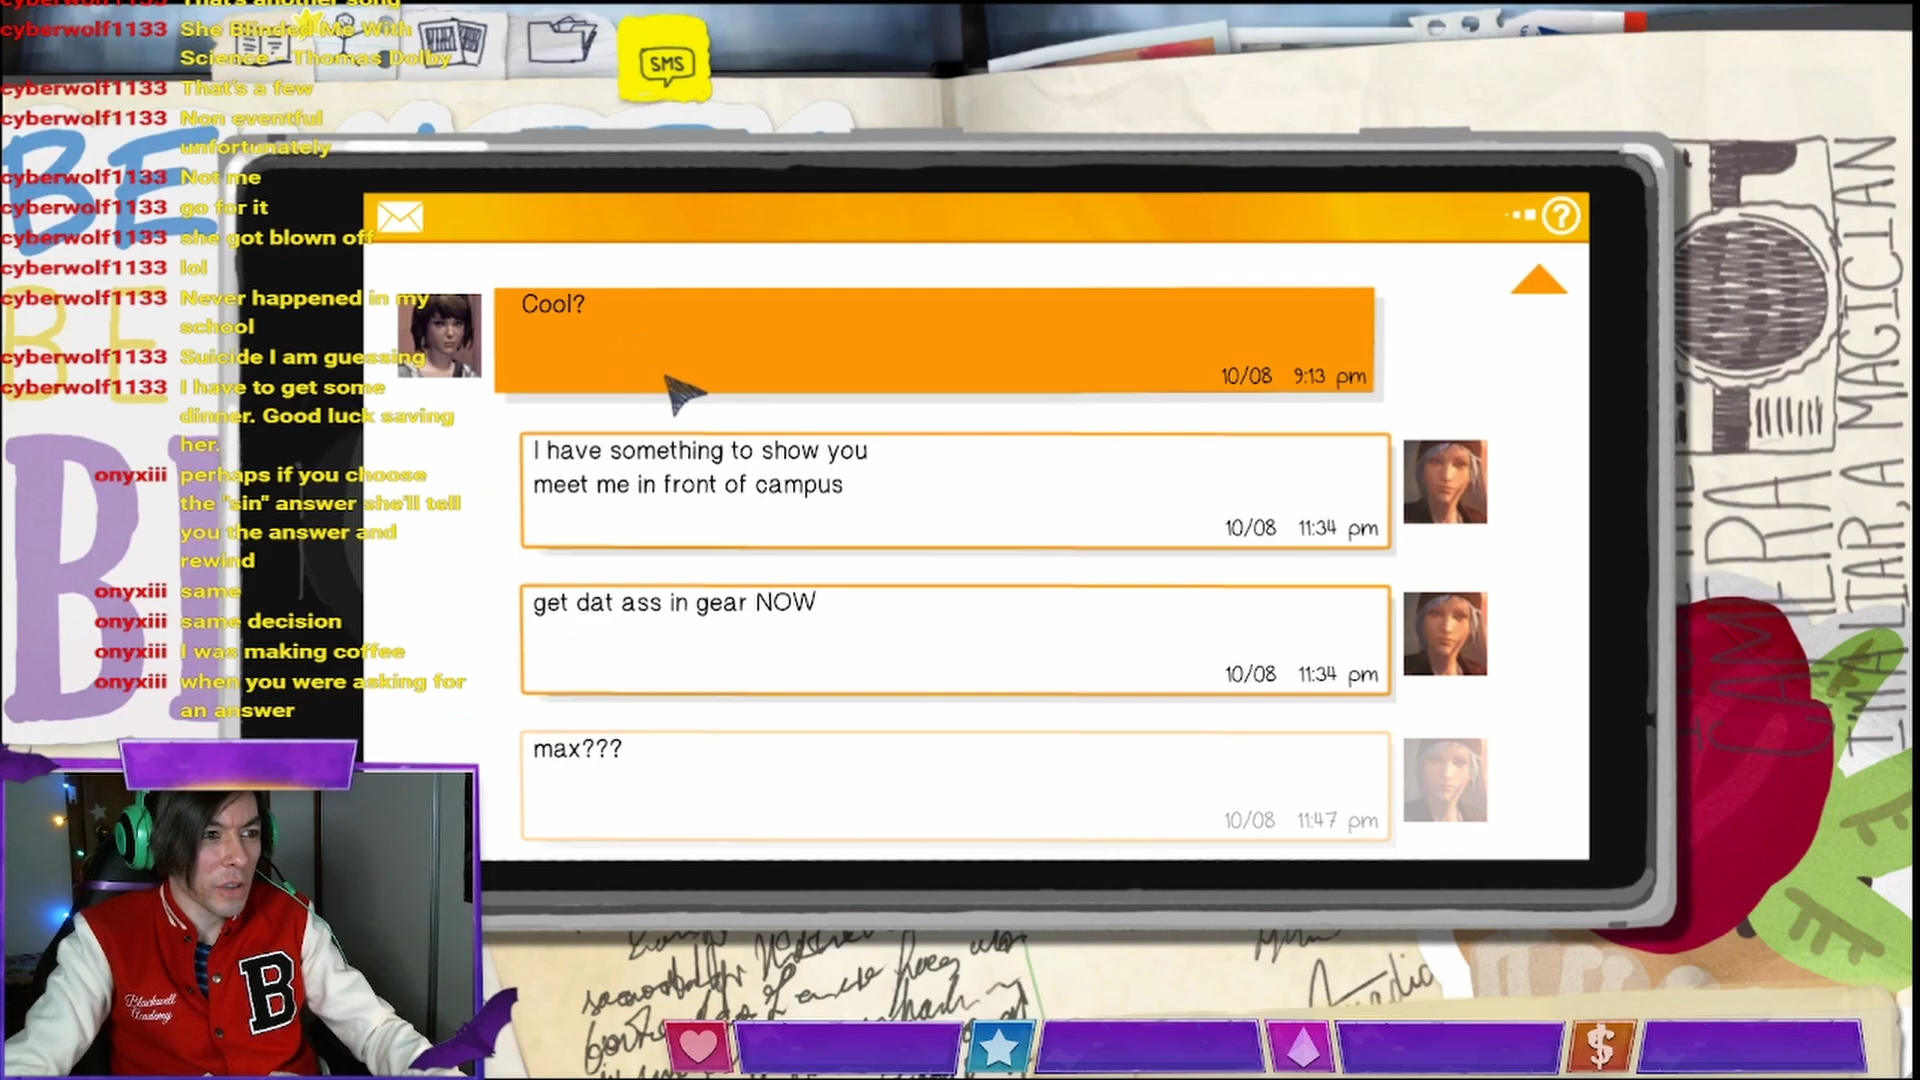 That's another song
cyberwolf1133 She Blinded Me With
Science - Thomas Dolby
cyberwolf1133 That's a few
cyberwolf1133 Non eventful
unfortunately
cyberwolf1133 Not me
cyberwolf1133 go for it
cyberwolf1133 she got blown off
cyberwolf1133 lol
cyberwolf1133 Never happened in my
school
cyberwolf1133 Suicide I am guessing
cyberwolf1133 I have to get some
dinner. Good luck saving
her.
onyxiii perhaps if you choose
the "sin" answer she'll tell
you the answer and
rewind
onyxiii same
onyxiii same decision
onyxiii I was making coffee
onyxiii when you were asking for
an answer
SMS
BE
BE
?
Cool?
10/08 9:13 pm
I have something to show you
meet me in front of campus
10/08 11:34 pm
get dat ass in gear NOW
10/08 11:34 pm
max???
10/08 11:47 pm
CAMERA
A MAGICIAN
Blackwell
Academy
B
$